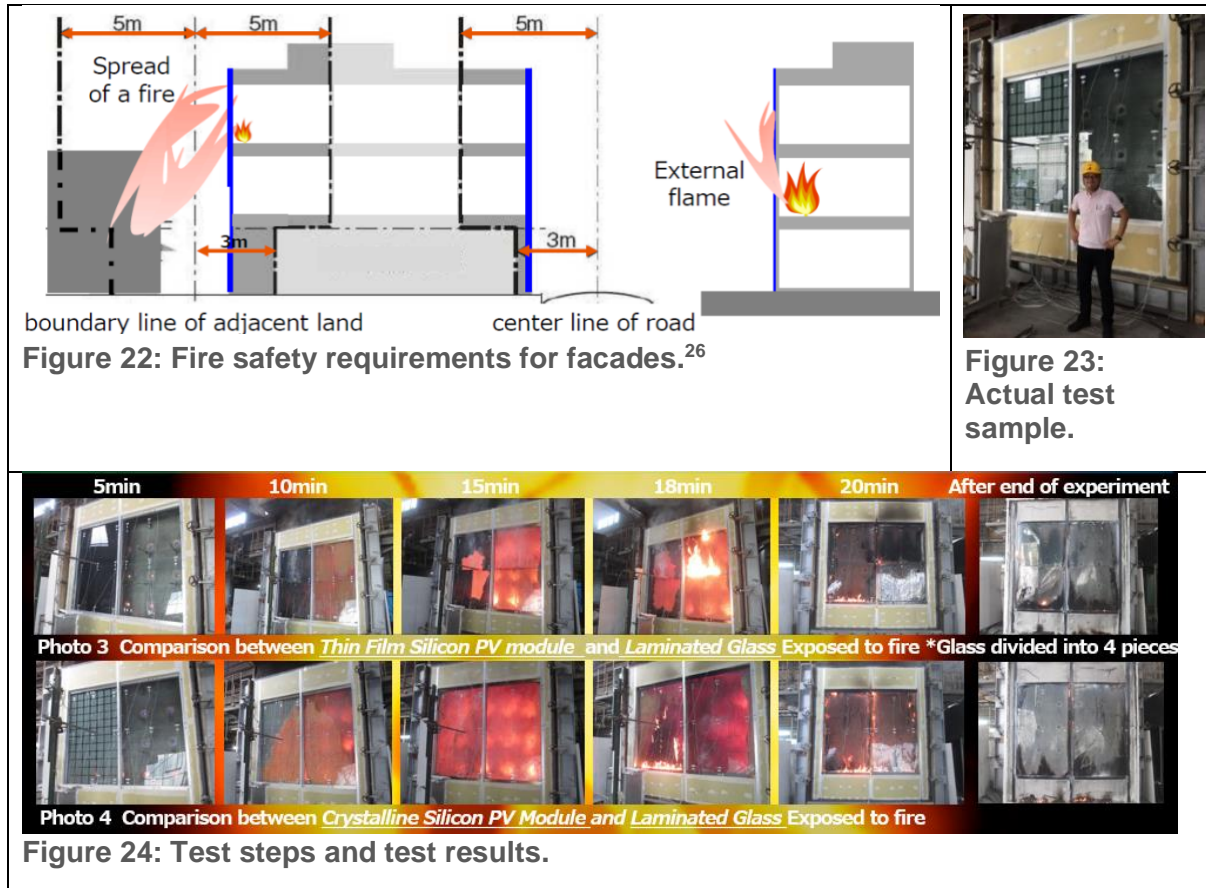 5m 5m 5m
Spread
of a fire
External
flame
3m 3m
boundary line of adjacent land center line of road
Figure 22: Fire safety requirements for facades.26
Figure 23:
Actual test
sample.
5min 10min 15min 18min 20min After end of experiment
Photo 3 Comparison between Thin Film Silicon PV module and Laminated Glass Exposed to fire *Glass divided into 4 pieces
Photo 4 Comparison between Crystalline Silicon PV Module and Laminated Glass Exposed to fire
Figure 24: Test steps and test results.